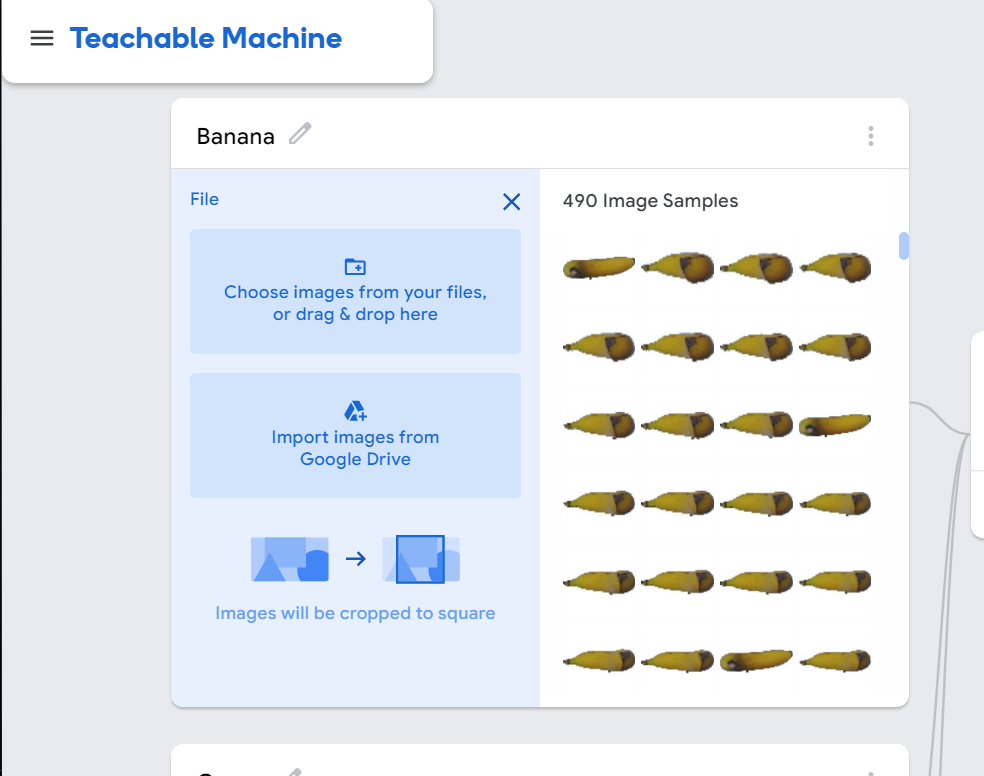 Teachable Machine
Banana
File
490 Image Samples
Choose images from your files,
or drag & drop here
Import images from
Google Drive
Images will be cropped to square